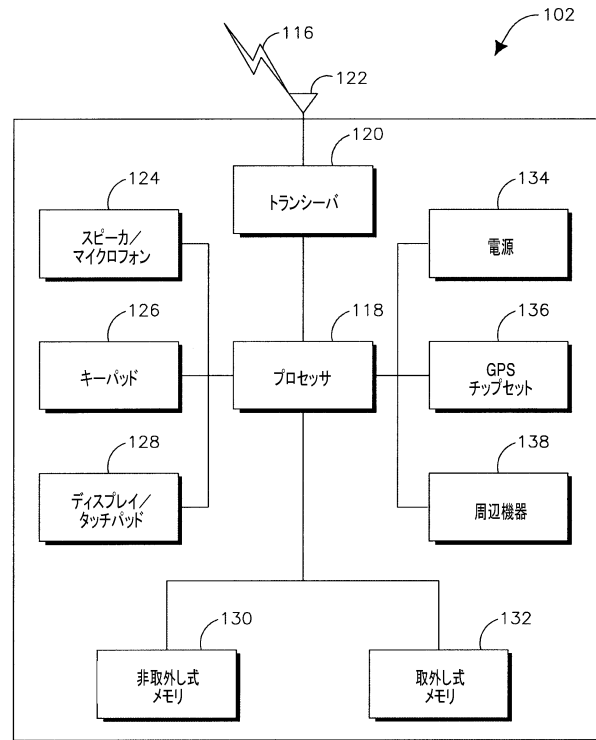 116
102
122
120
トランシーバ
124
スピーカ／
マイクロフォン
134
電源
126
キーパッド
118
プロセッサ
136
GPS
チップセット
128
ディスプレイ／
タッチパッド
138
周辺機器
130
非取外し式
メモリ
132
取外し式
メモリ